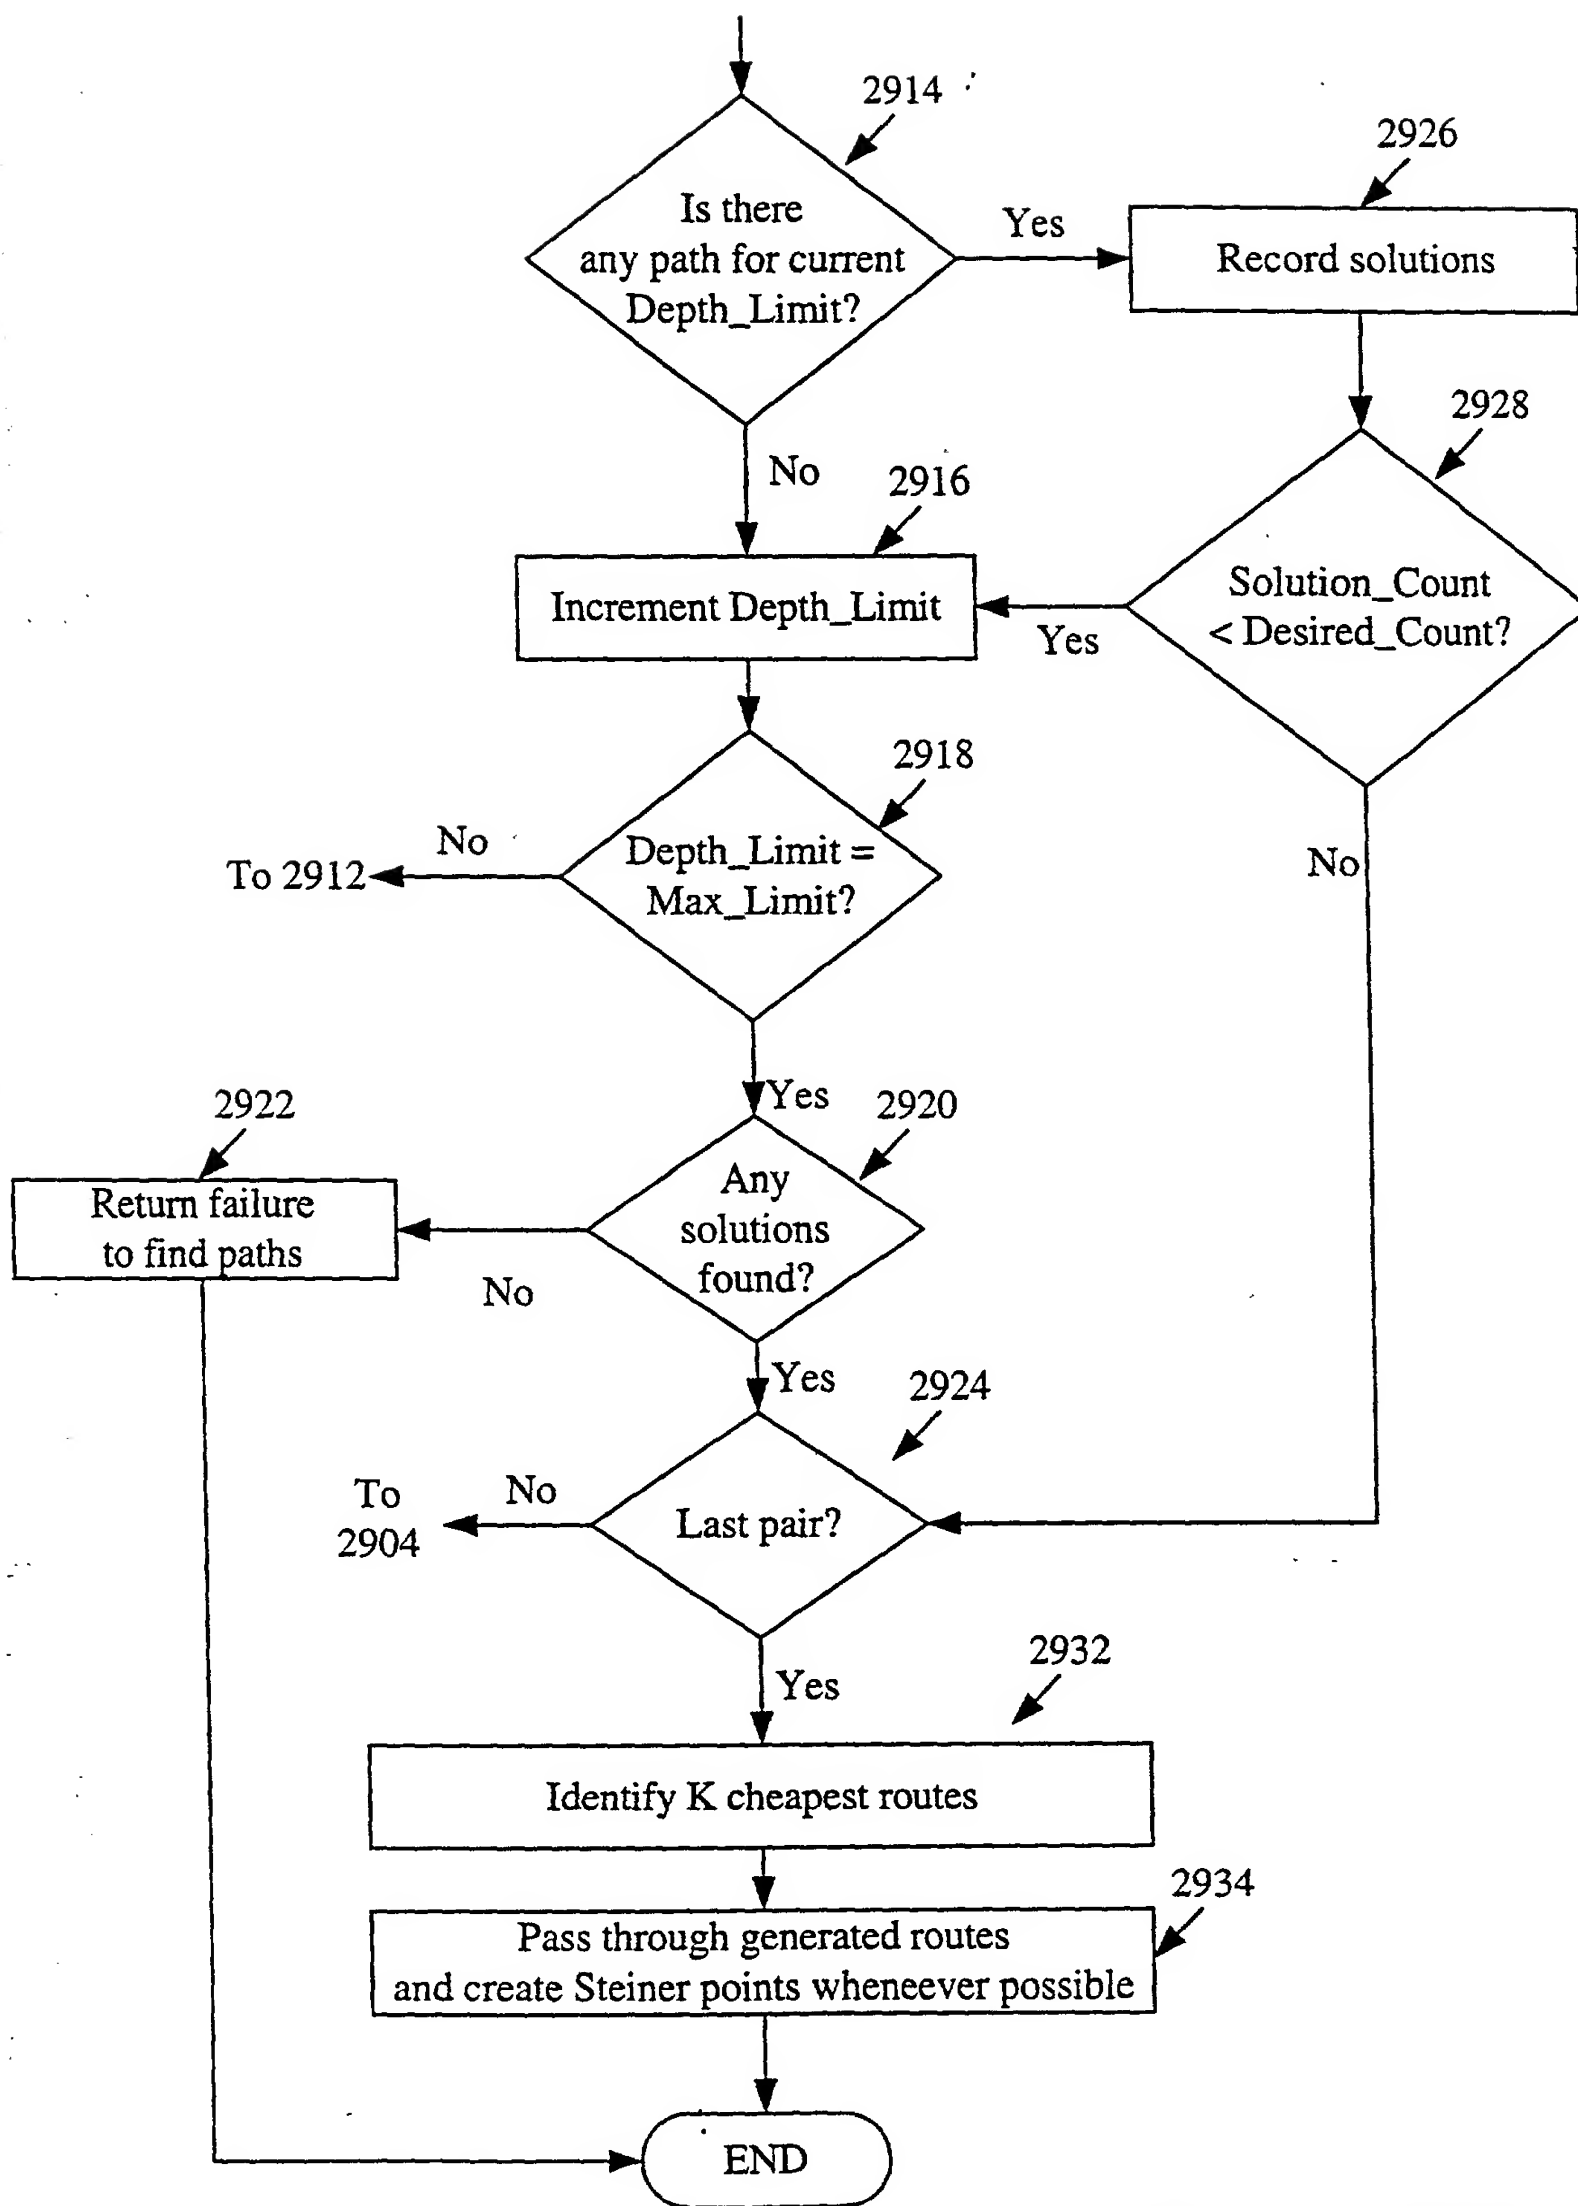 2914
2926
Is there
any path for current
Depth_Limit?
Yes
Record solutions
2928
No
2916
Increment Depth_Limit
Yes
Solution_Count
< Desired_Count?
2918
No
To 2912
Depth_Limit =
Max_Limit?
No
Yes
2922
2920
Return failure
to find paths
No
Any
solutions
found?
Yes
2924
To
2904
No
Last pair?
Yes
2932
Identify K cheapest routes
2934
Pass through generated routes
and create Steiner points wheneever possible
END